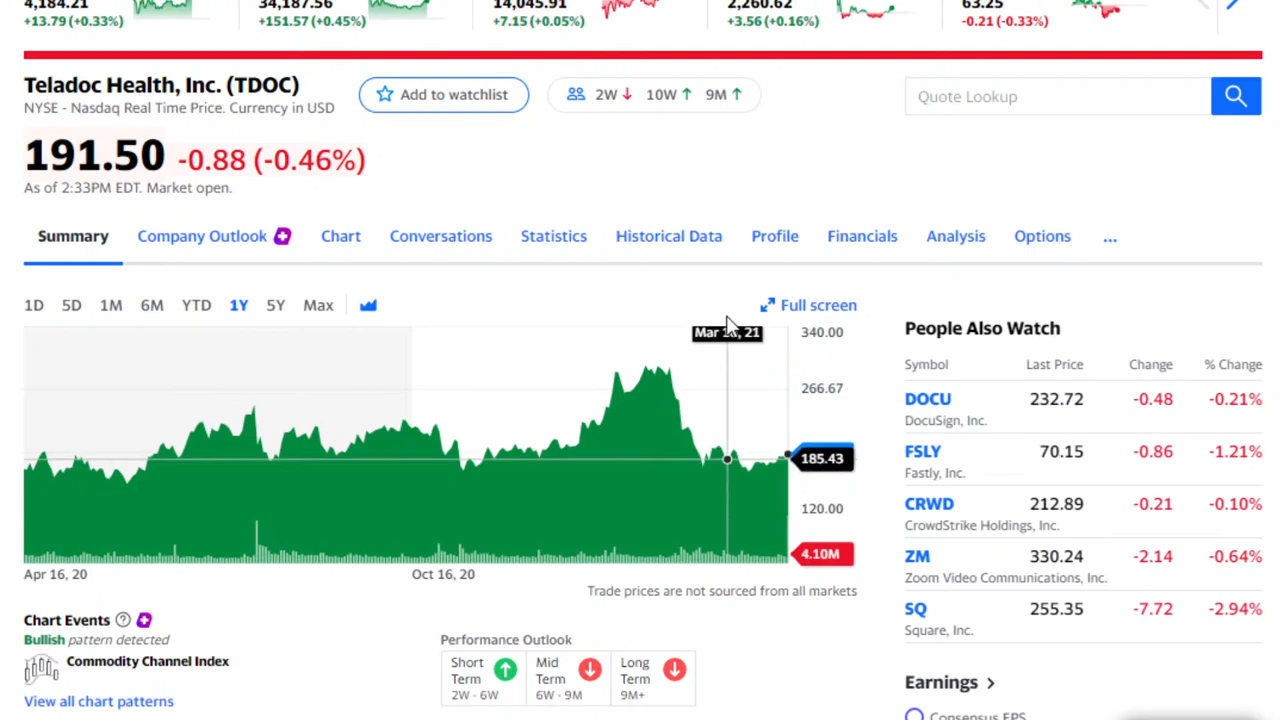 4,184.21 34,187.56 14,045.91 2,260.62 63.25
+13.79 (+0.33%) +151.57 (+0.45%) +7.15 (+0.05%) +3.56 (+0.16%) -0.21 (-0.33%)
Teladoc Health, Inc. (TDOC)
NYSE - Nasdaq Real Time Price. Currency in USD
Add to watchlist
2W 10W 9M
Quote Lookup
191.50 -0.88 (-0.46%)
As of 2:33PM EDT. Market open.
Summary Company Outlook Chart Conversations Statistics Historical Data Profile Financials Analysis Options ...
1D 5D 1M 6M YTD 1Y 5Y Max
Full screen
Mar , 21
340.00
266.67
185.43
120.00
4.10M
Apr 16, 20 Oct 16, 20
Trade prices are not sourced from all markets
Chart Events ?
Bullish pattern detected
Commodity Channel Index
View all chart patterns
Performance Outlook
Short Term 2W - 6W
Mid Term 6W - 9M
Long Term 9M+
People Also Watch
Symbol Last Price Change % Change
DOCU 232.72 -0.48 -0.21%
DocuSign, Inc.
FSLY 70.15 -0.86 -1.21%
Fastly, Inc.
CRWD 212.89 -0.21 -0.10%
CrowdStrike Holdings, Inc.
ZM 330.24 -2.14 -0.64%
Zoom Video Communications, Inc.
SQ 255.35 -7.72 -2.94%
Square, Inc.
Earnings
Consensus EPS